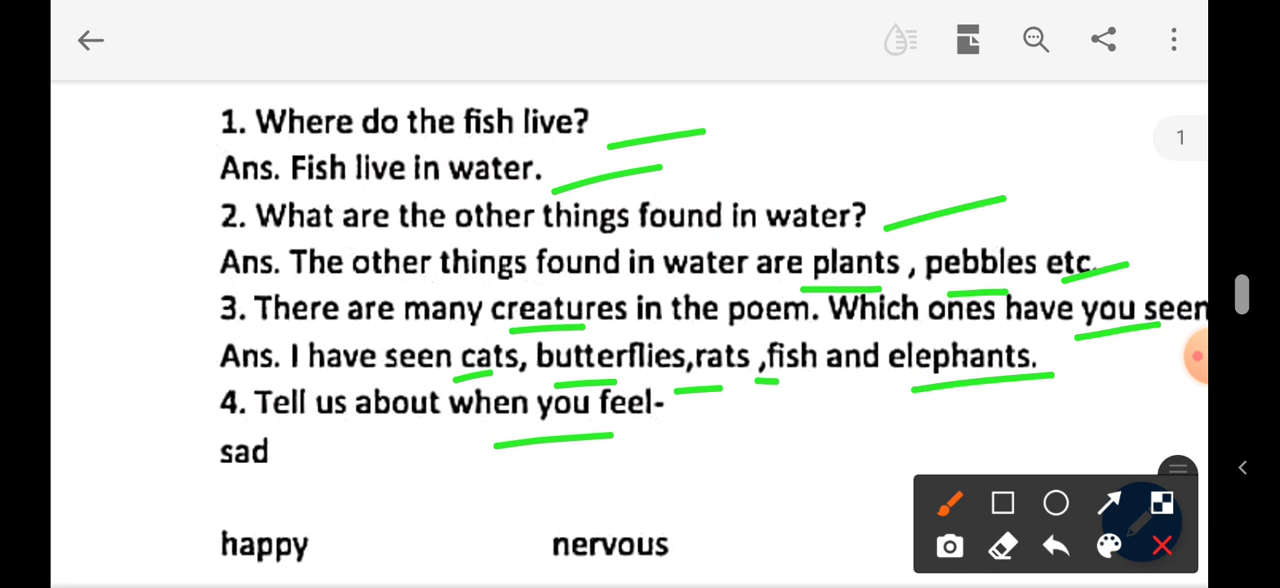 1
1. Where do the fish live?
Ans. Fish live in water.
2. What are the other things found in water?
Ans. The other things found in water are plants , pebbles etc.
3. There are many creatures in the poem. Which ones have you seen
Ans. I have seen cats, butterflies,rats ,fish and elephants.
4. Tell us about when you feel-
sad
happy nervous